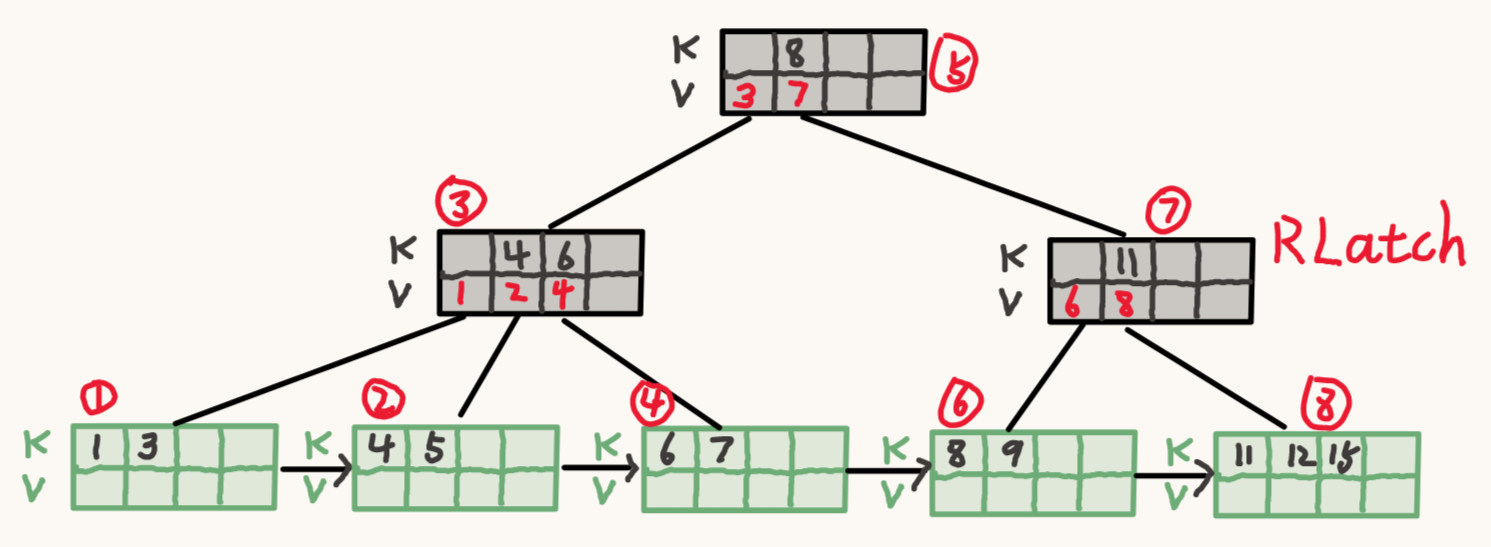 K 8
V 3 7
⑤
③
K 4 6
V 1 2 4
⑦
K 11
V 6 8
RLatch
①
K 1 3
V
②
K 4 5
V
④
K 6 7
V
⑥
K 8 9
V
⑧
K 11 12 15
V